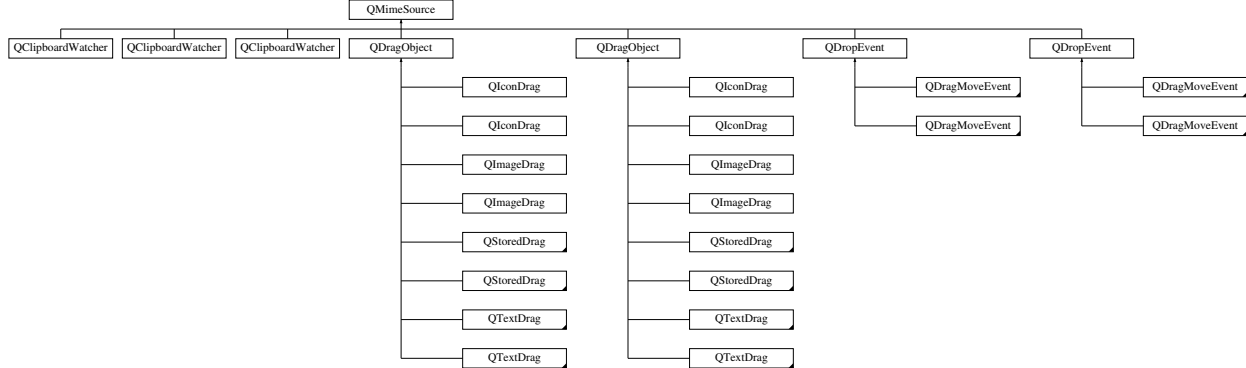 QMimeSource
QClipboardWatcher QClipboardWatcher QClipboardWatcher QDragObject QDragObject QDropEvent QDropEvent
QIconDrag QIconDrag QDragMoveEvent QDragMoveEvent
QIconDrag QIconDrag QDragMoveEvent QDragMoveEvent
QImageDrag QImageDrag
QImageDrag QImageDrag
QStoredDrag QStoredDrag
QStoredDrag QStoredDrag
QTextDrag QTextDrag
QTextDrag QTextDrag